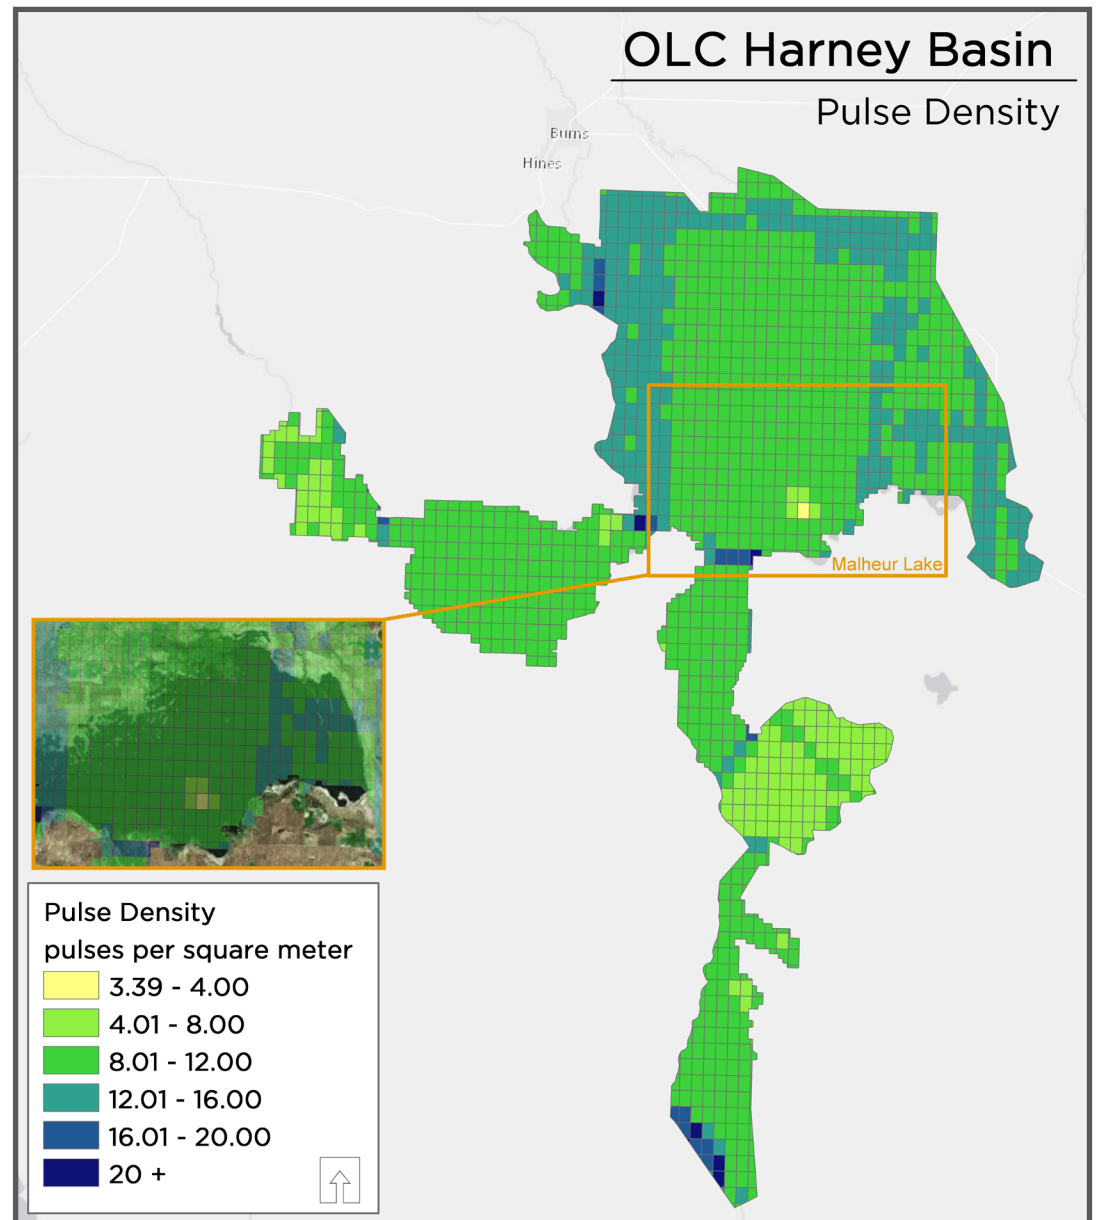 OLC Harney Basin
Pulse Density
Burns
Hines
Malheur Lake
Pulse Density
pulses per square meter
3.39 - 4.00
4.01 - 8.00
8.01 - 12.00
12.01 - 16.00
16.01 - 20.00
20 +